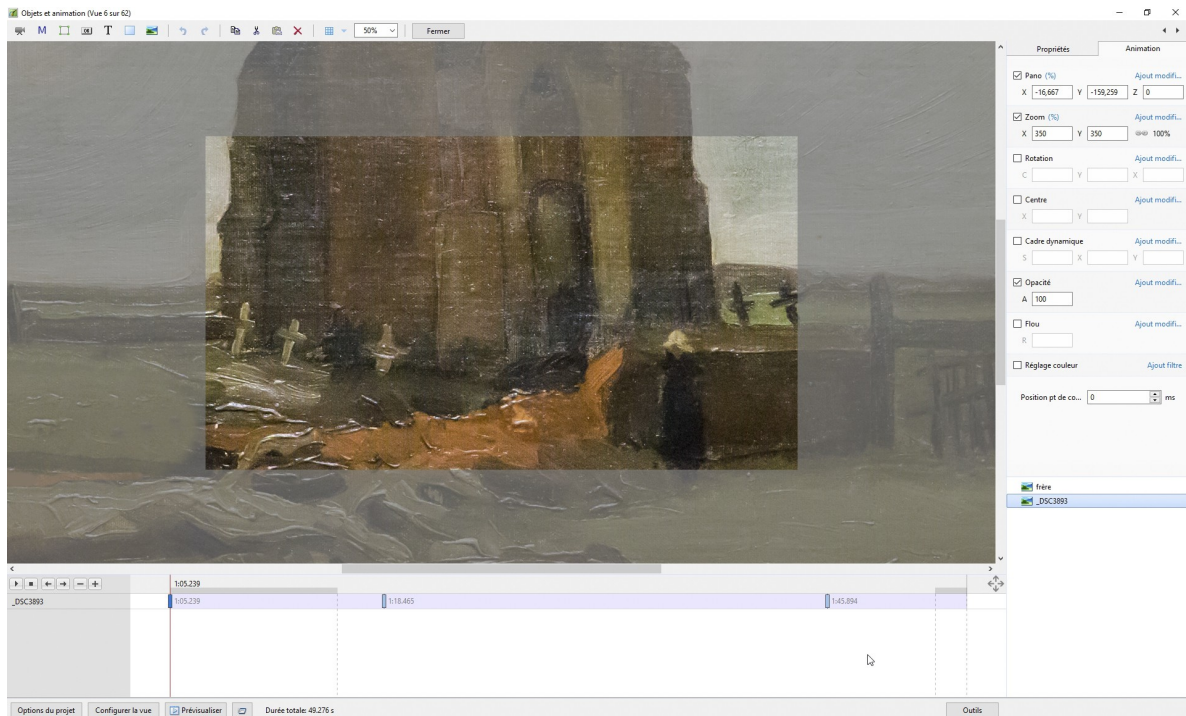 Objets et animation (Vue 6 sur 62)
M OK T 50% Fermer
Propriétés Animation
Pano (%) Ajout modifi...
X -16,667 Y -159,259 Z 0
Zoom (%) Ajout modifi...
X 350 Y 350 100%
Rotation Ajout modifi...
C Y X
Centre Ajout modifi...
X Y
Cadre dynamique Ajout modifi...
S X Y
Opacité Ajout modifi...
A 100
Flou Ajout modifi...
R
Réglage couleur Ajout filtre
Position pt de co... 0 ms
frère
_DSC3893
1:05.239
_DSC3893 1:05.239 1:18.465 1:45.894
Options du projet Configurer la vue Prévisualiser Durée totale: 49.276 s Outils